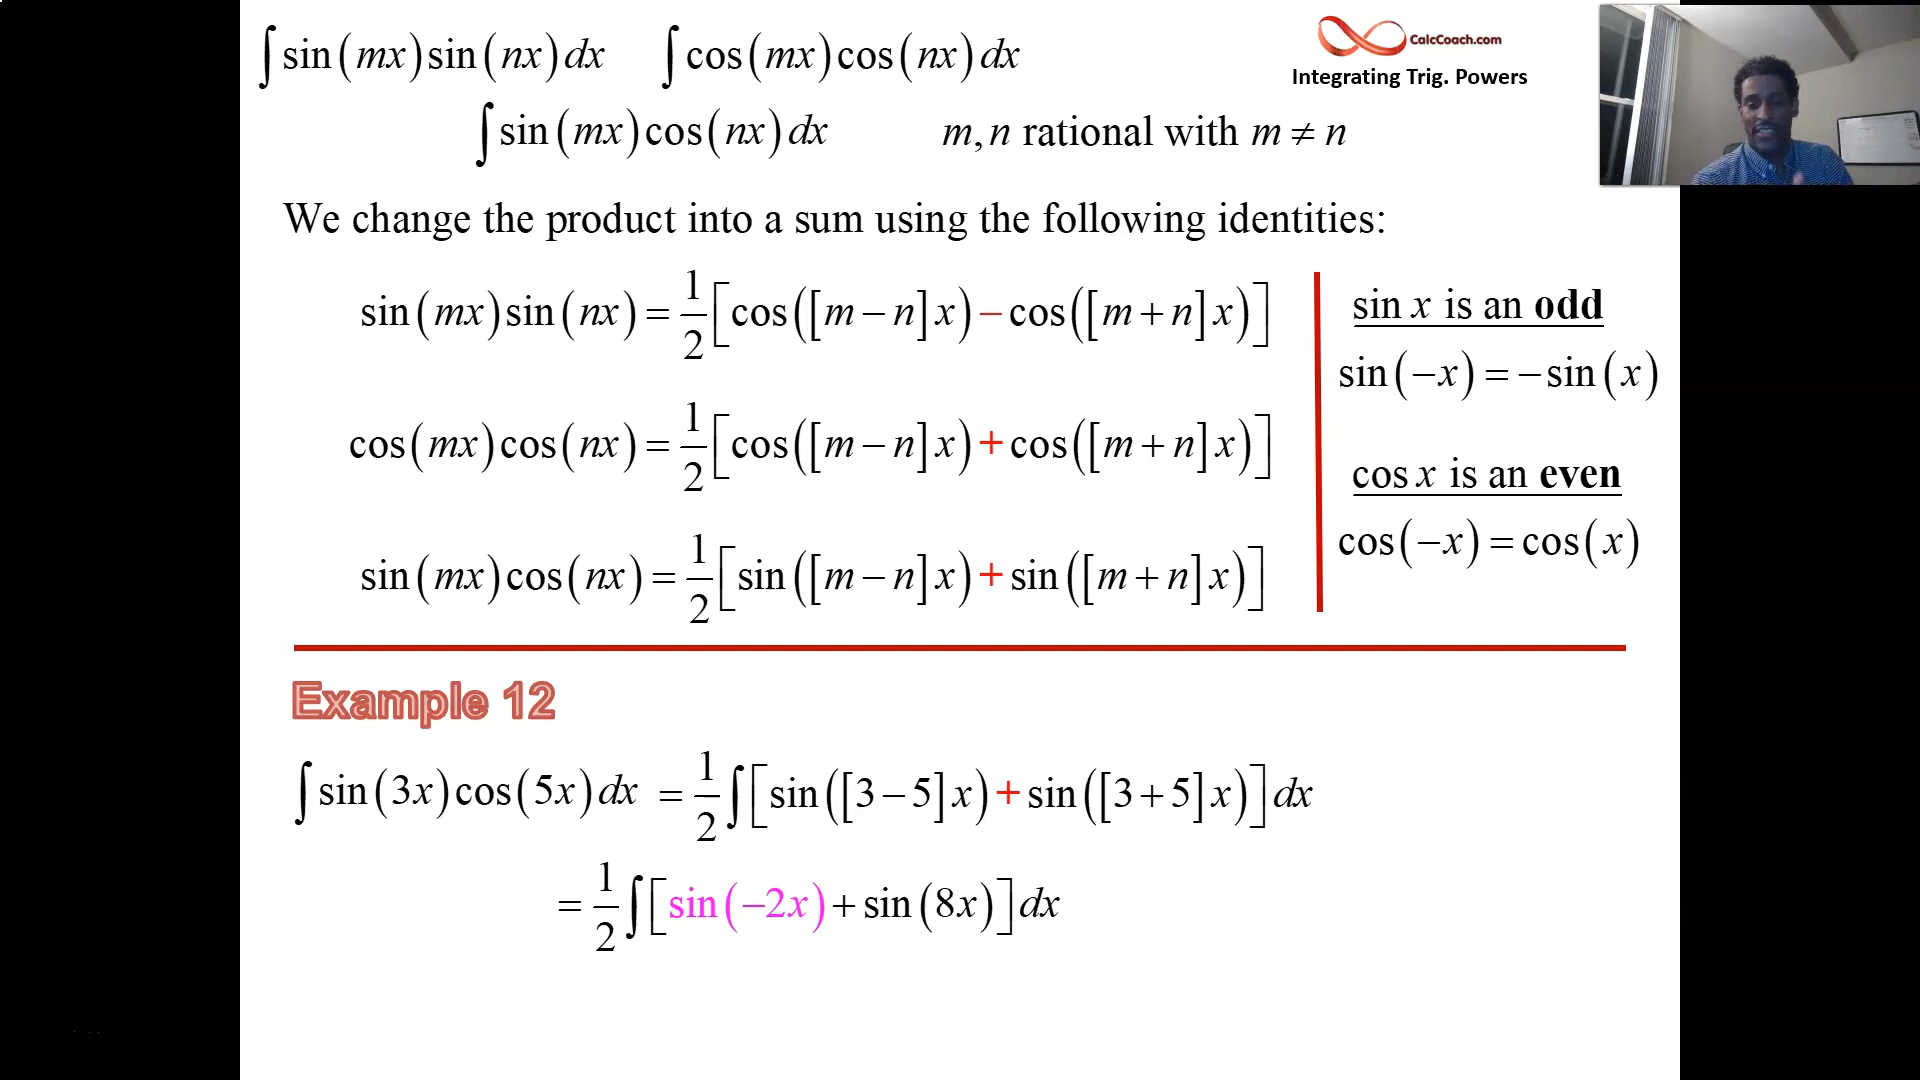 ∫sin(mx)sin(nx)dx ∫cos(mx)cos(nx)dx
CalcCoach.com
Integrating Trig. Powers
∫sin(mx)cos(nx)dx m,n rational with m ≠ n
We change the product into a sum using the following identities:
sin(mx)sin(nx) = 1/2[cos([m−n]x)−cos([m+n]x)]
cos(mx)cos(nx) = 1/2[cos([m−n]x)+cos([m+n]x)]
sin(mx)cos(nx) = 1/2[sin([m−n]x)+sin([m+n]x)]
sin x is an odd
sin(−x) = −sin(x)
cos x is an even
cos(−x) = cos(x)
Example 12
∫sin(3x)cos(5x)dx = 1/2∫[sin([3−5]x)+sin([3+5]x)]dx
= 1/2∫[sin(−2x)+sin(8x)]dx